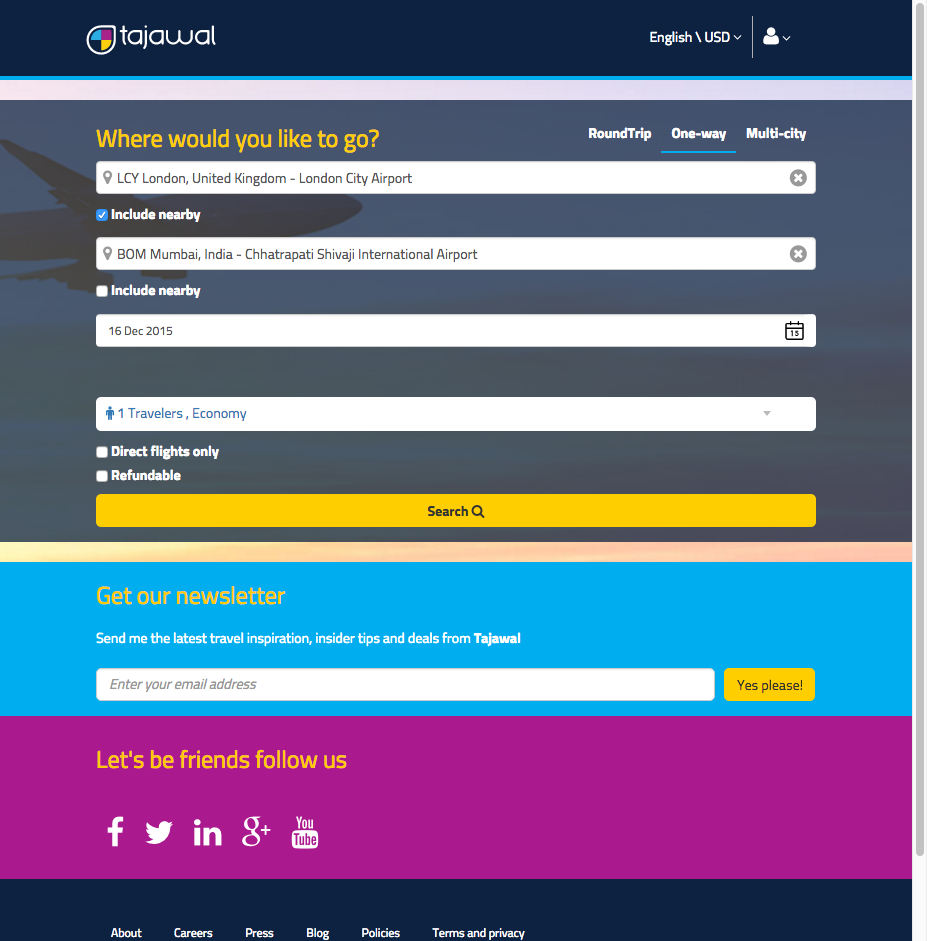 tajawal
English \ USD
Where would you like to go?
RoundTrip One-way Multi-city
LCY London, United Kingdom - London City Airport
Include nearby
BOM Mumbai, India - Chhatrapati Shivaji International Airport
Include nearby
16 Dec 2015
15
1 Travelers , Economy
Direct flights only
Refundable
Search
Get our newsletter
Send me the latest travel inspiration, insider tips and deals from Tajawal
Enter your email address
Yes please!
Let's be friends follow us
You
Tube
About Careers Press Blog Policies Terms and privacy